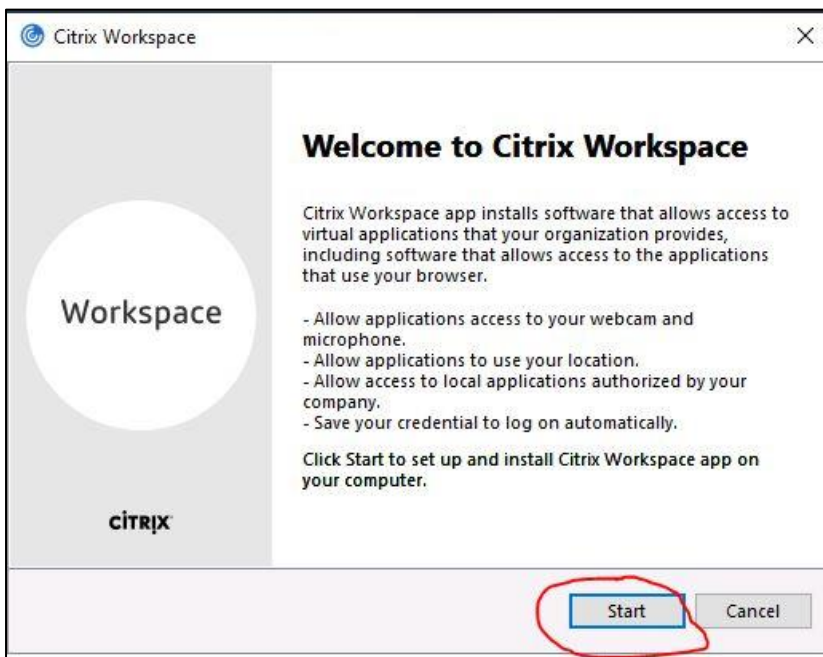 Citrix Workspace
Welcome to Citrix Workspace
Citrix Workspace app installs software that allows access to
virtual applications that your organization provides,
including software that allows access to the applications
that use your browser.
Workspace
- Allow applications access to your webcam and
microphone.
- Allow applications to use your location.
- Allow access to local applications authorized by your
company.
- Save your credential to log on automatically.
Click Start to set up and install Citrix Workspace app on
your computer.
CİTRİX
Start
Cancel